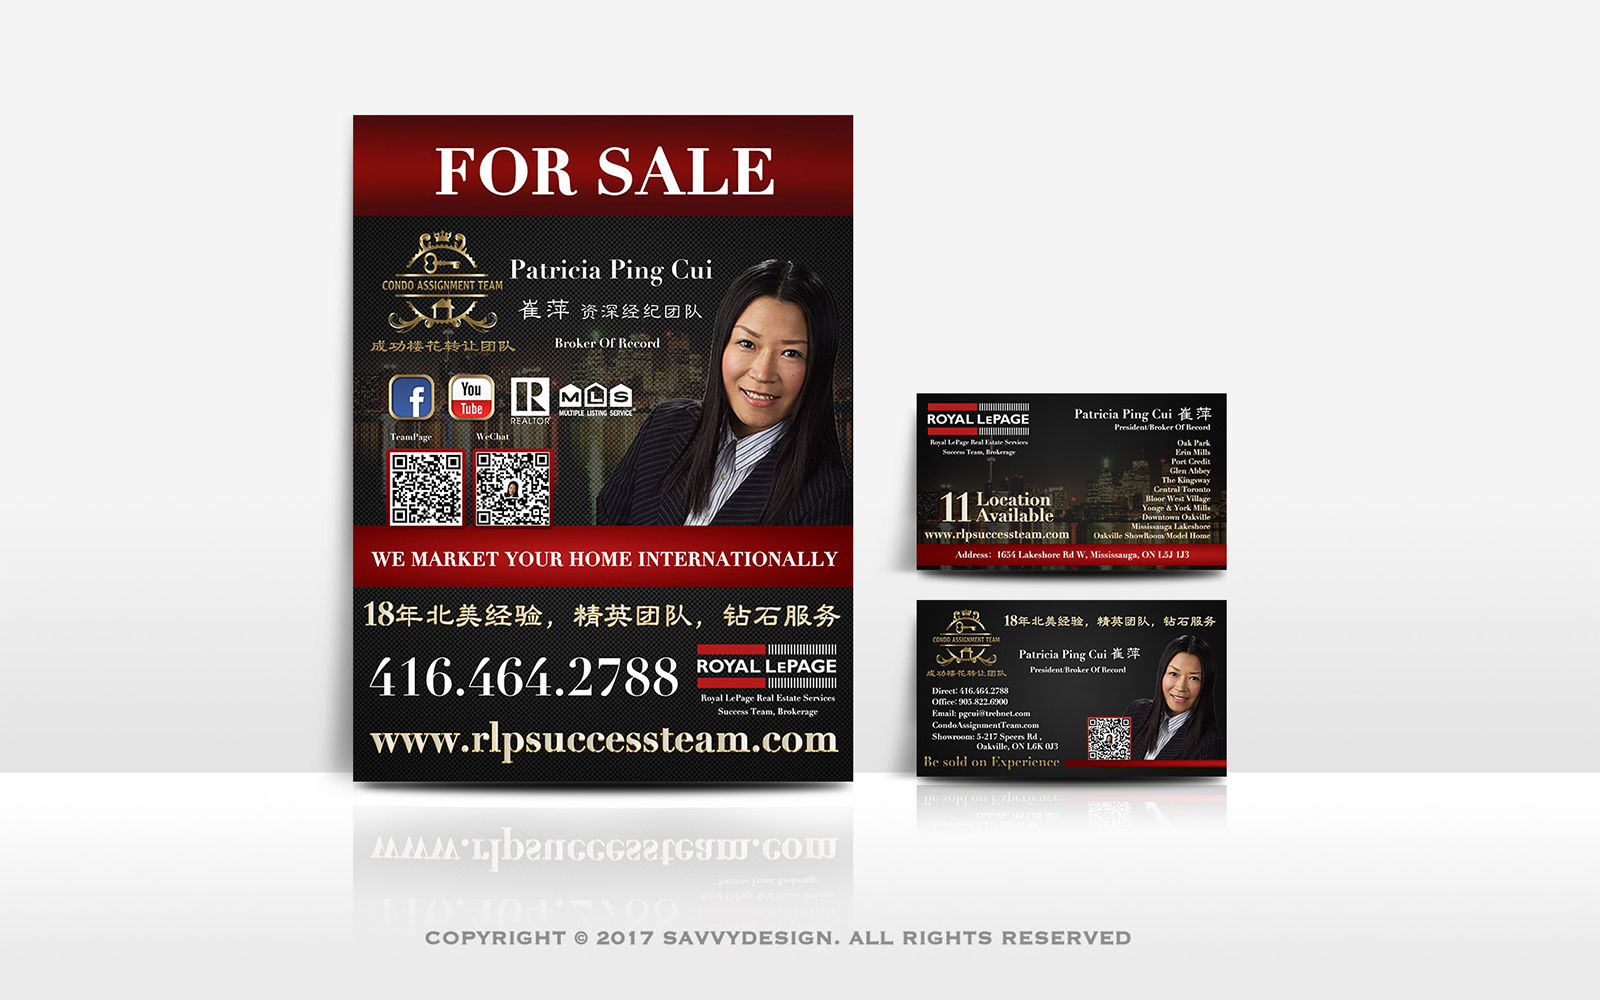 FOR SALE
CONDO ASSIGNMENT TEAM
成功楼花转让团队
Patricia Ping Cui
崔萍 资深经纪团队
Broker Of Record
f
You
Tube
R
REALTOR
MLS
MULTIPLE LISTING SERVICE®
TeamPage
WeChat
WE MARKET YOUR HOME INTERNATIONALLY
18年北美经验，精英团队，钻石服务
416.464.2788
ROYAL LEPAGE
Royal LePage Real Estate Services
Success Team, Brokerage
www.rlpsuccessteam.com
ROYAL LEPAGE
Royal LePage Real Estate Services
Success Team, Brokerage
Patricia Ping Cui 崔萍
President/Broker Of Record
Oak Park
Erin Mills
Port Credit
Glen Abbey
The Kingsway
Central Toronto
Bloor West Village
Yonge & York Mills
Downtown Oakville
Mississauga Lakeshore
Oakville ShowRoom/Model Home
11 Location
Available
www.rlpsuccessteam.com
Address: 1654 Lakeshore Rd W, Mississauga, ON L5J 1J3
CONDO ASSIGNMENT TEAM
成功楼花转让团队
18年北美经验，精英团队，钻石服务
Patricia Ping Cui 崔萍
President/Broker Of Record
Direct: 416.464.2788
Office: 905.822.6900
Email: pgcui@trebnet.com
CondoAssignmentTeam.com
Showroom: 5-217 Speers Rd ,
Oakville, ON L6K 0J3
Be sold on Experience
COPYRIGHT © 2017 SAVVYDESIGN. ALL RIGHTS RESERVED